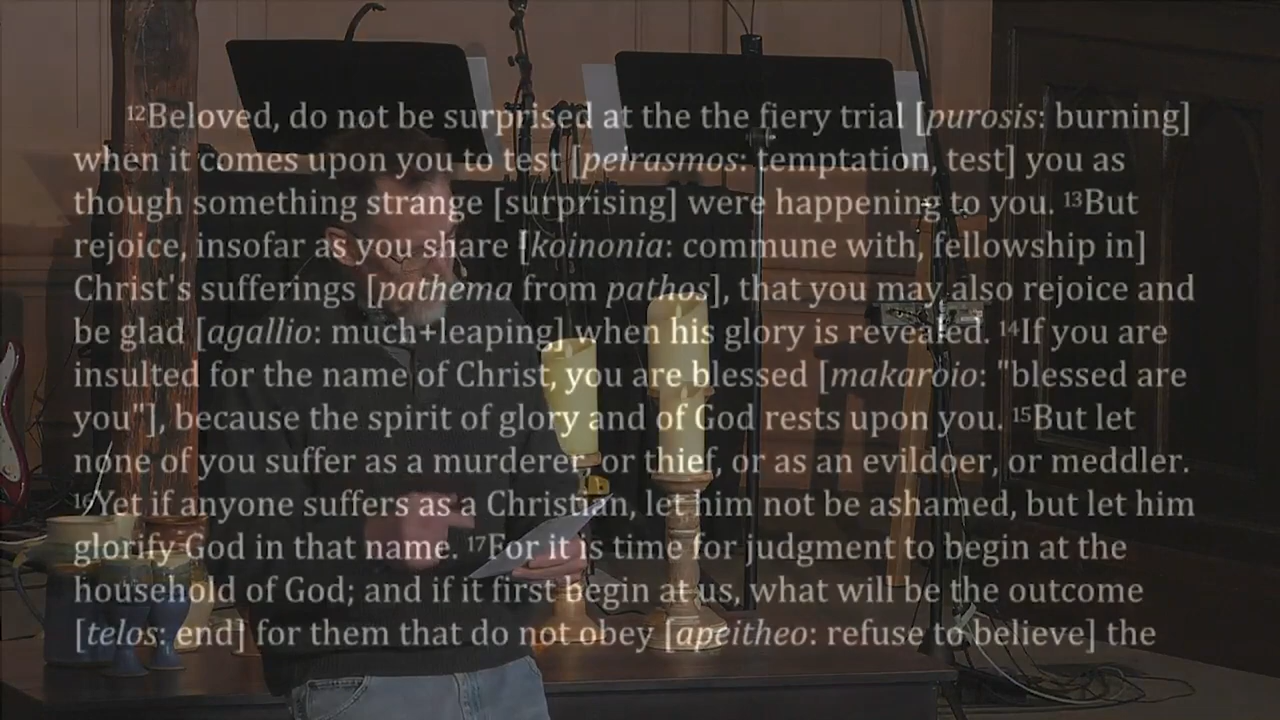 ¹²Beloved, do not be surprised at the the fiery trial [purosis: burning]
when it comes upon you to test [peirasmos: temptation, test] you as
though something strange [surprising] were happening to you. ¹³But
rejoice, insofar as you share [koinonia: commune with, fellowship in]
Christ's sufferings [pathema from pathos], that you may also rejoice and
be glad [agallio: much+leaping] when his glory is revealed. ¹⁴If you are
insulted for the name of Christ, you are blessed [makaroio: "blessed are
you"], because the spirit of glory and of God rests upon you. ¹⁵But let
none of you suffer as a murderer, or thief, or as an evildoer, or meddler.
¹⁶Yet if anyone suffers as a Christian, let him not be ashamed, but let him
glorify God in that name. ¹⁷For it is time for judgment to begin at the
household of God; and if it first begin at us, what will be the outcome
[telos: end] for them that do not obey [apeitheo: refuse to believe] the